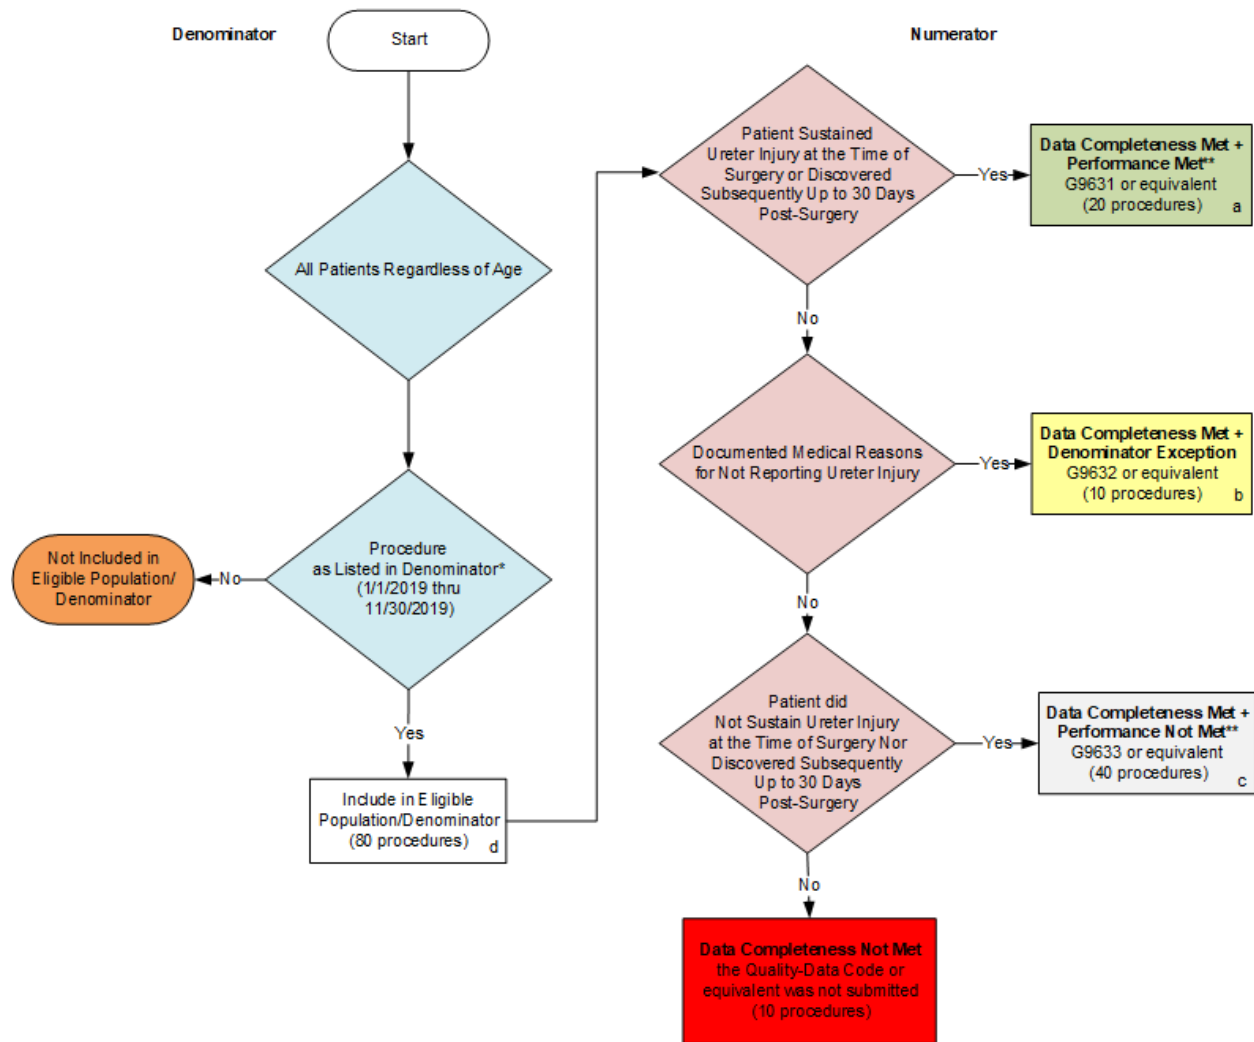 Denominator
Start
All Patients Regardless of Age
Procedure
as Listed in Denominator*
(1/1/2019 thru
11/30/2019)
No
Not Included in
Eligible Population/
Denominator
Yes
Include in Eligible
Population/Denominator
(80 procedures)
d
Numerator
Patient Sustained
Ureter Injury at the Time of
Surgery or Discovered
Subsequently Up to 30 Days
Post-Surgery
Yes
Data Completeness Met +
Performance Met**
G9631 or equivalent
(20 procedures)
a
No
Documented Medical Reasons
for Not Reporting Ureter Injury
Yes
Data Completeness Met +
Denominator Exception
G9632 or equivalent
(10 procedures)
b
No
Patient did
Not Sustain Ureter Injury
at the Time of Surgery Nor
Discovered Subsequently
Up to 30 Days
Post-Surgery
Yes
Data Completeness Met +
Performance Not Met**
G9633 or equivalent
(40 procedures)
c
No
Data Completeness Not Met
the Quality-Data Code or
equivalent was not submitted
(10 procedures)